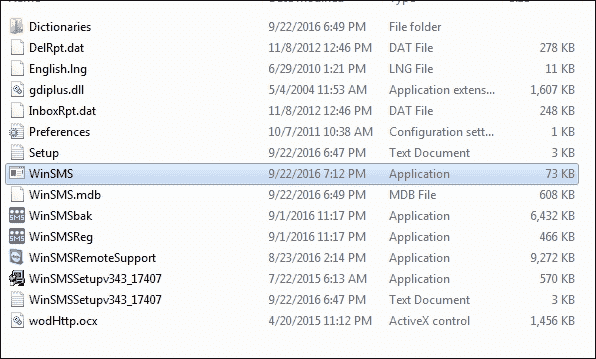 Dictionaries 9/22/2016 6:49 PM File folder
DelRpt.dat 11/8/2012 12:46 PM DAT File 278 KB
English.lng 6/29/2010 1:21 PM LNG File 11 KB
gdiplus.dll 5/4/2004 11:53 AM Application extens... 1,607 KB
InboxRpt.dat 11/8/2012 12:46 PM DAT File 248 KB
Preferences 10/7/2011 10:38 AM Configuration sett... 1 KB
Setup 9/22/2016 6:47 PM Text Document 3 KB
WinSMS 9/22/2016 7:12 PM Application 73 KB
WinSMS.mdb 9/22/2016 6:49 PM MDB File 608 KB
SMS WinSMSbak 9/1/2016 11:17 PM Application 6,432 KB
SMS WinSMSReg 9/1/2016 11:17 PM Application 466 KB
WinSMSRemoteSupport 8/23/2016 2:14 PM Application 9,272 KB
WinSMSSetupv343_17407 7/22/2015 6:13 AM Application 570 KB
WinSMSSetupv343_17407 9/22/2016 6:47 PM Text Document 3 KB
wodHttp.ocx 4/20/2015 11:12 PM ActiveX control 1,456 KB